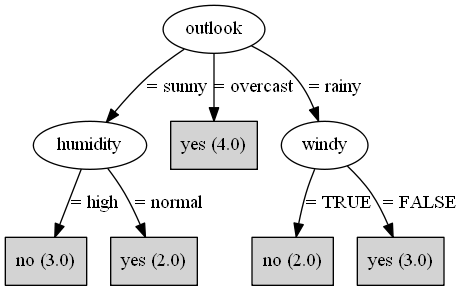 outlook
= sunny = overcast = rainy
humidity yes (4.0) windy
= high = normal = TRUE = FALSE
no (3.0) yes (2.0) no (2.0) yes (3.0)